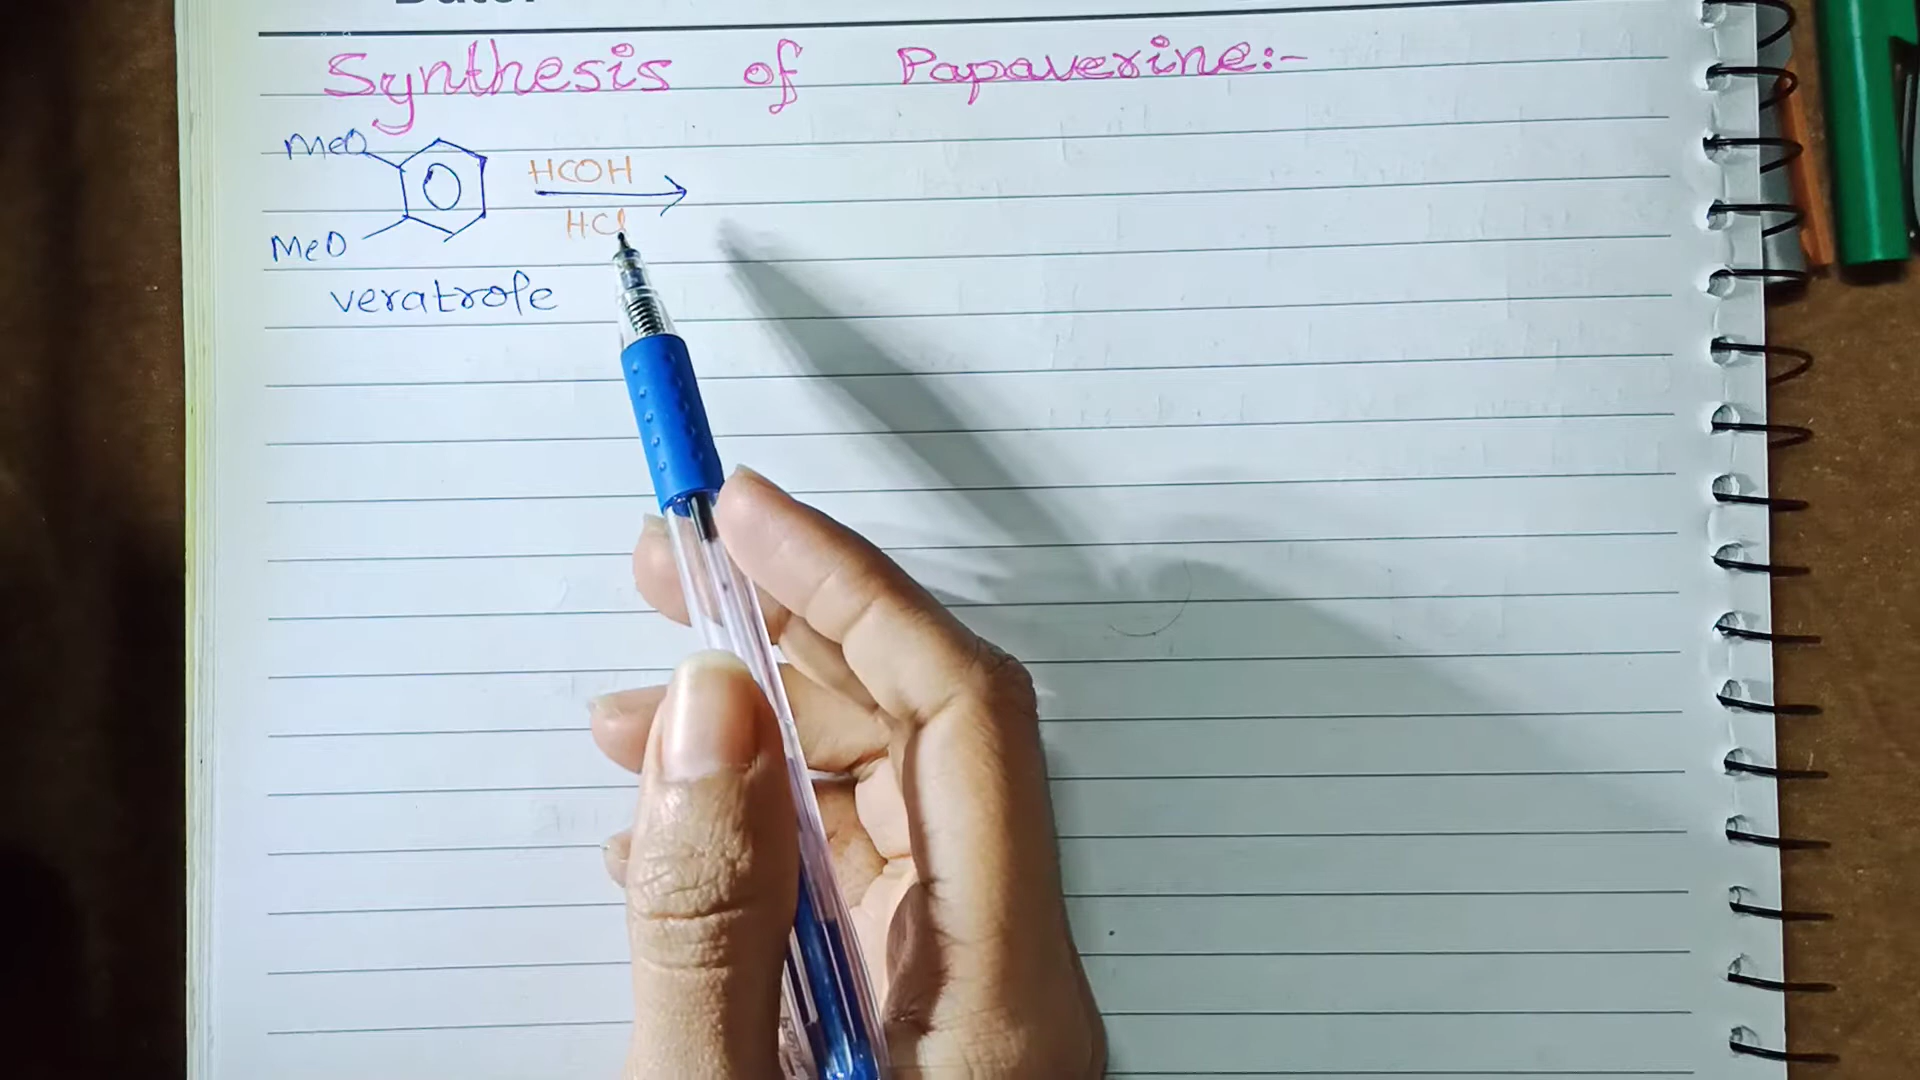 Synthesis of Papaverine:-
MeO
HCOH
HCl
MeO
veratrole